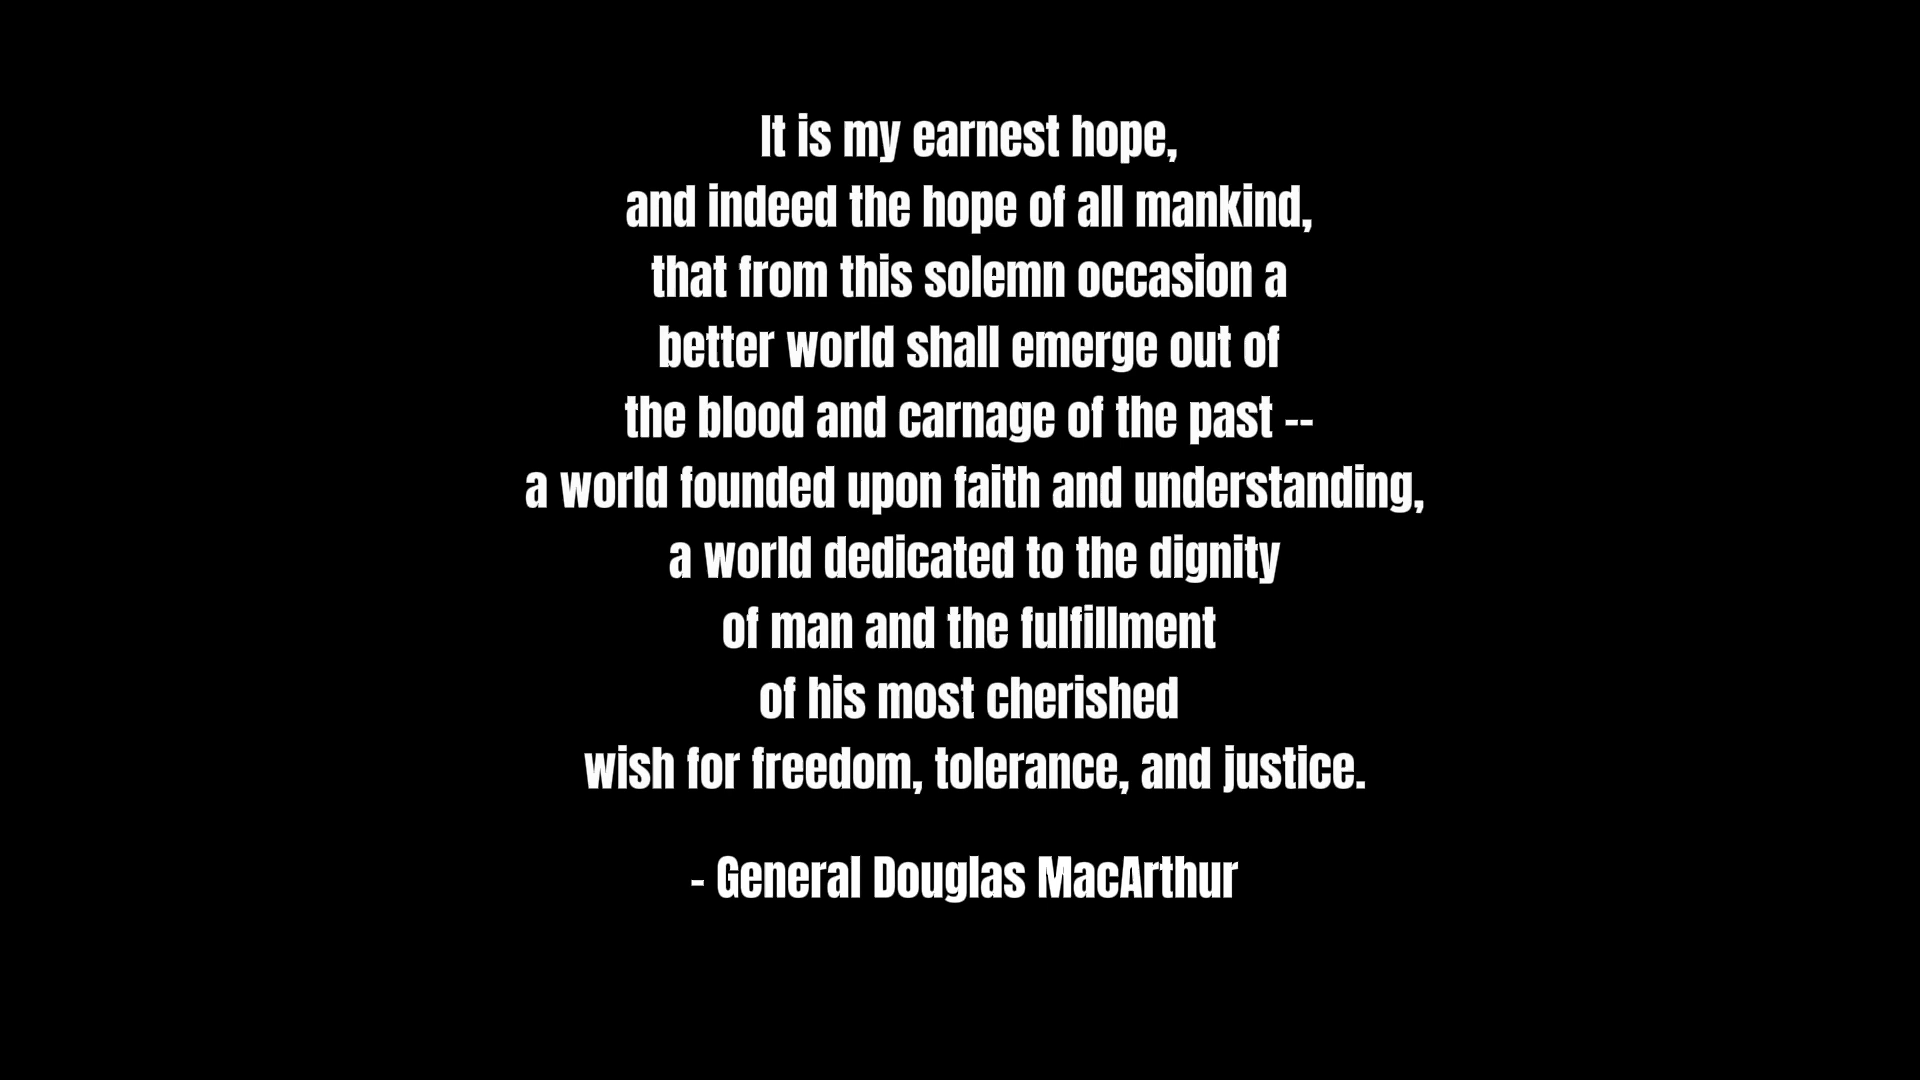 It is my earnest hope,
and indeed the hope of all mankind,
that from this solemn occasion a
better world shall emerge out of
the blood and carnage of the past --
a world founded upon faith and understanding,
a world dedicated to the dignity
of man and the fulfillment
of his most cherished
wish for freedom, tolerance, and justice.
- General Douglas MacArthur